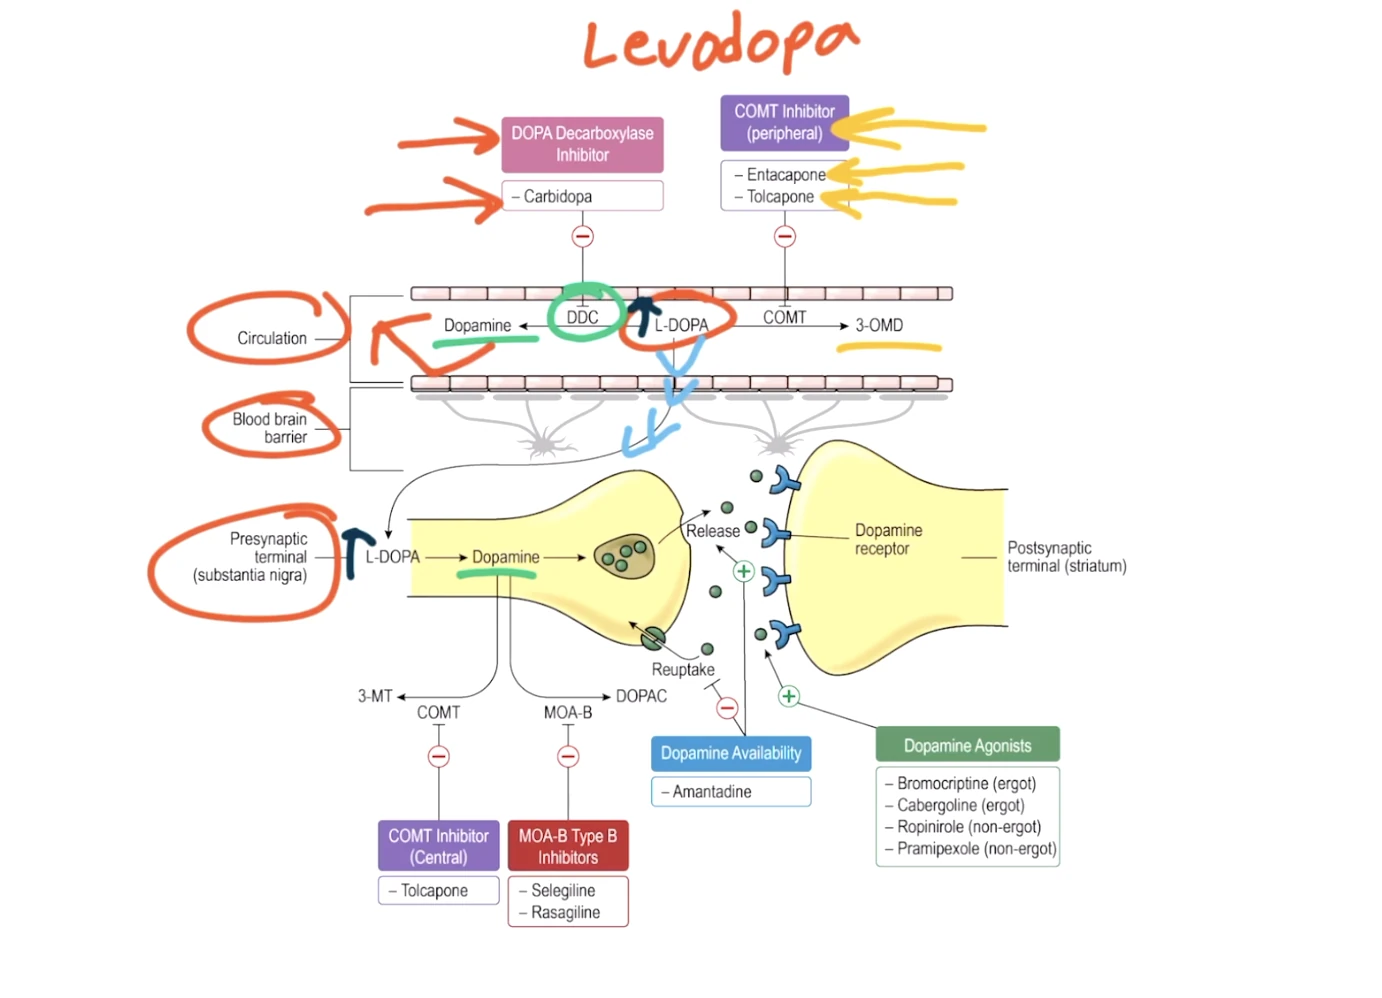 Levodopa
DOPA Decarboxylase
Inhibitor
– Carbidopa
COMT Inhibitor
(peripheral)
– Entacapone
– Tolcapone
Circulation
Dopamine
DDC
L-DOPA
COMT
3-OMD
Blood brain
barrier
Presynaptic
terminal
(substantia nigra)
L-DOPA
Dopamine
Release
Dopamine
receptor
Postsynaptic
terminal (striatum)
Reuptake
3-MT
COMT
MOA-B
DOPAC
COMT Inhibitor
(Central)
– Tolcapone
MOA-B Type B
Inhibitors
– Selegiline
– Rasagiline
Dopamine Availability
– Amantadine
Dopamine Agonists
– Bromocriptine (ergot)
– Cabergoline (ergot)
– Ropinirole (non-ergot)
– Pramipexole (non-ergot)